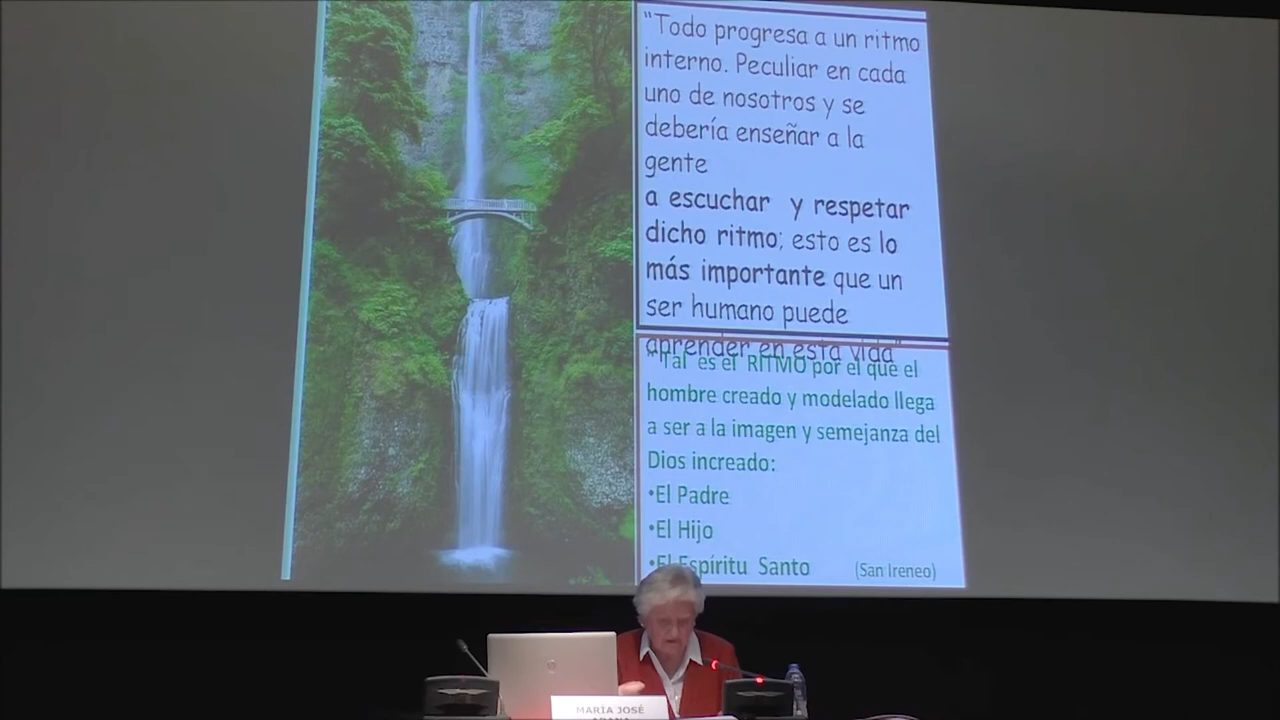 “Todo progresa a un ritmo
interno. Peculiar en cada
uno de nosotros y se
debería enseñar a la
gente
a escuchar y respetar
dicho ritmo; esto es lo
más importante que un
ser humano puede
aprender en esta vida”
“Tal es el RITMO por el que el
hombre creado y modelado llega
a ser a la imagen y semejanza del
Dios increado:
•El Padre
•El Hijo
•El Espíritu Santo (San Ireneo)
MARÍA JOSÉ
ARANA